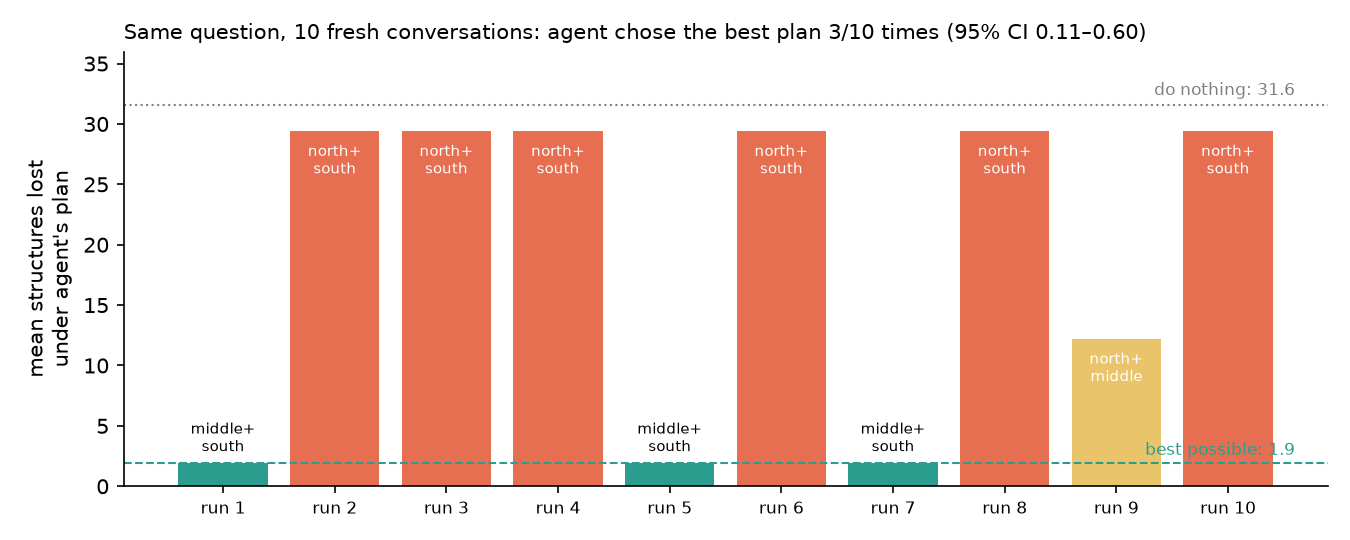 Same question, 10 fresh conversations: agent chose the best plan 3/10 times (95% CI 0.11–0.60)
mean structures lost
under agent's plan
35
30
25
20
15
10
5
0
do nothing: 31.6
best possible: 1.9
middle+
south
north+
south
north+
south
north+
south
middle+
south
north+
south
middle+
south
north+
south
north+
middle
north+
south
run 1
run 2
run 3
run 4
run 5
run 6
run 7
run 8
run 9
run 10